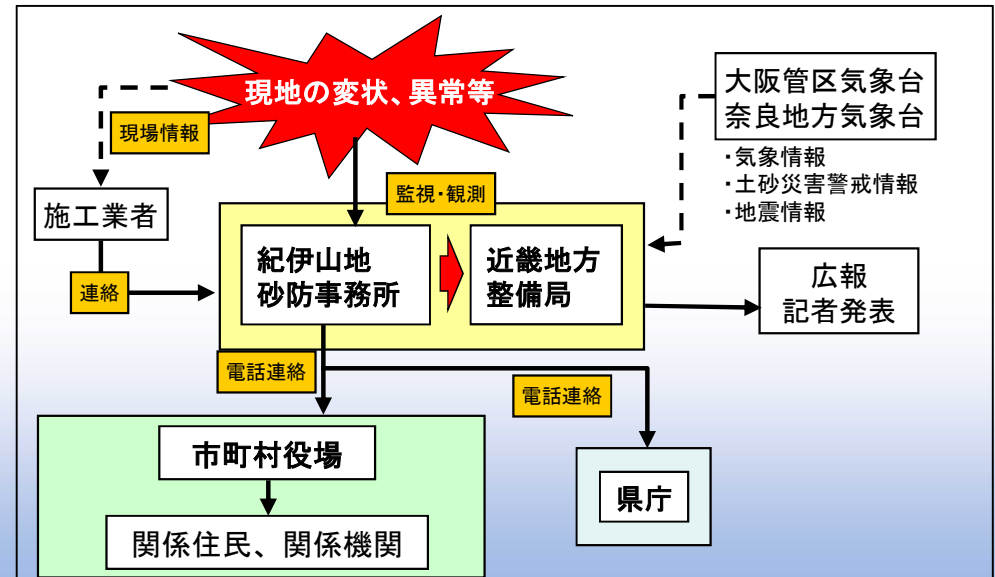 現地の変状、異常等
大阪管区気象台
奈良地方気象台
・気象情報
・土砂災害警戒情報
・地震情報
現場情報
監視・観測
施工業者
連絡
紀伊山地
砂防事務所
近畿地方
整備局
広報
記者発表
電話連絡
電話連絡
市町村役場
関係住民、関係機関
県庁